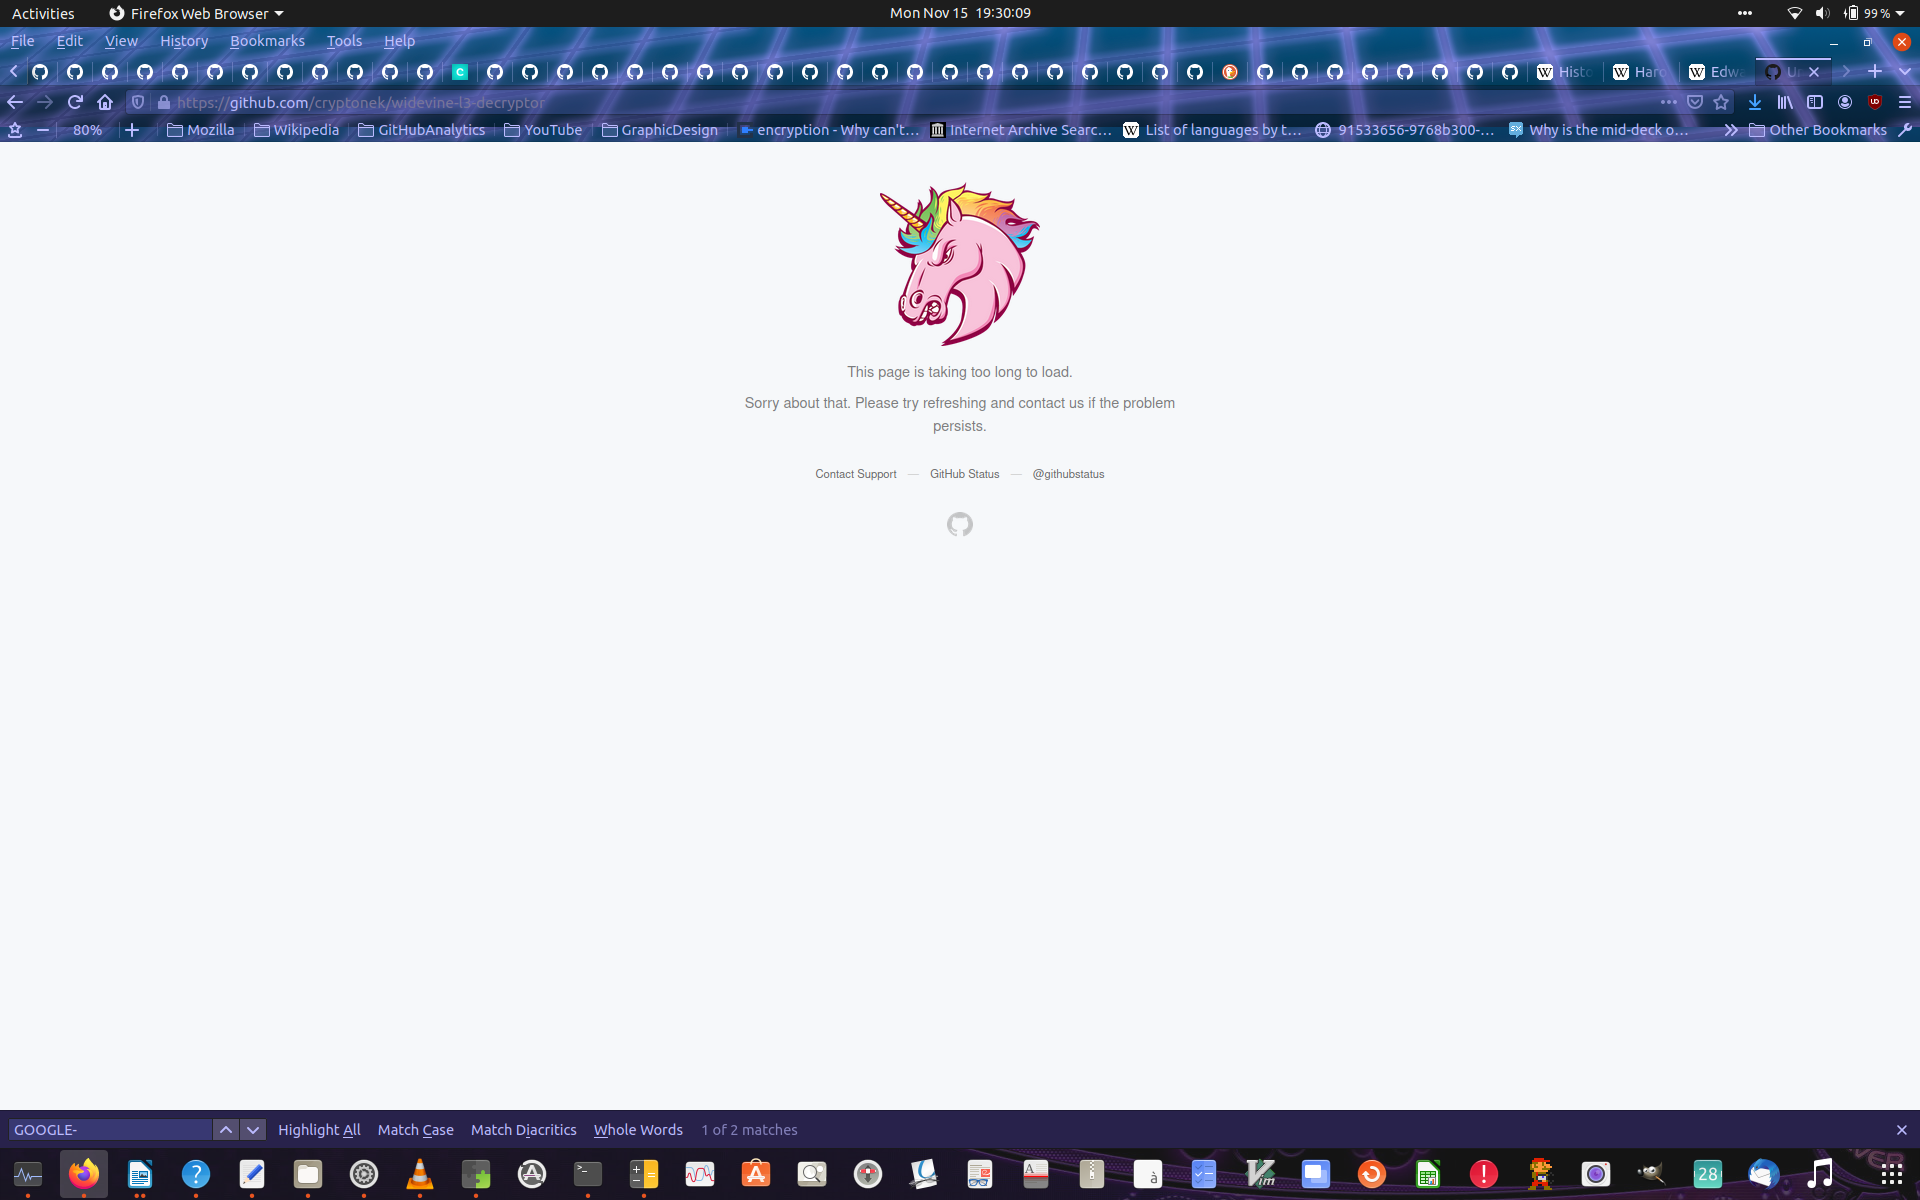 Activities Firefox Web Browser Mon Nov 15 19:30:09 99 %
File Edit View History Bookmarks Tools Help
C Histo Haro Edwa Un
https://github.com/cryptonek/widevine-l3-decryptor
80% Mozilla Wikipedia GitHubAnalytics YouTube GraphicDesign encryption - Why can't… Internet Archive Searc… List of languages by t… 91533656-9768b300-… Why is the mid-deck o… Other Bookmarks
This page is taking too long to load.
Sorry about that. Please try refreshing and contact us if the problem
persists.
Contact Support — GitHub Status — @githubstatus
GOOGLE- Highlight All Match Case Match Diacritics Whole Words 1 of 2 matches
28